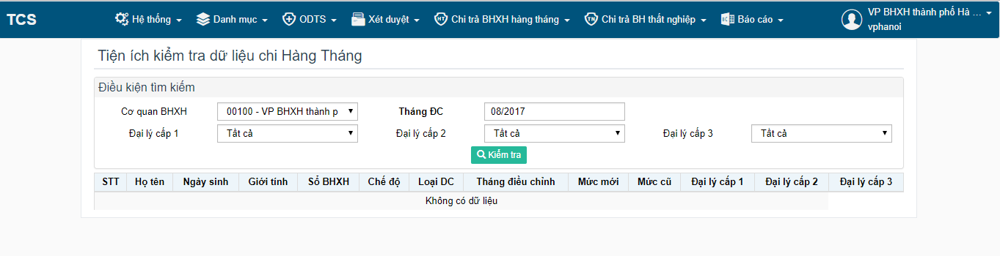 TCS Hệ thống Danh mục ODTS Xét duyệt HT Chi trả BHXH hàng tháng TN Chi trả BH thất nghiệp BC Báo cáo VP BHXH thành phố Hà ...
vphanoi
Tiện ích kiểm tra dữ liệu chi Hàng Tháng
Điều kiện tìm kiếm
Cơ quan BHXH 00100 - VP BHXH thành p Tháng ĐC 08/2017
Đại lý cấp 1 Tất cả Đại lý cấp 2 Tất cả Đại lý cấp 3 Tất cả
Kiểm tra
STT Họ tên Ngày sinh Giới tính Số BHXH Chế độ Loại DC Tháng điều chỉnh Mức mới Mức cũ Đại lý cấp 1 Đại lý cấp 2 Đại lý cấp 3
Không có dữ liệu